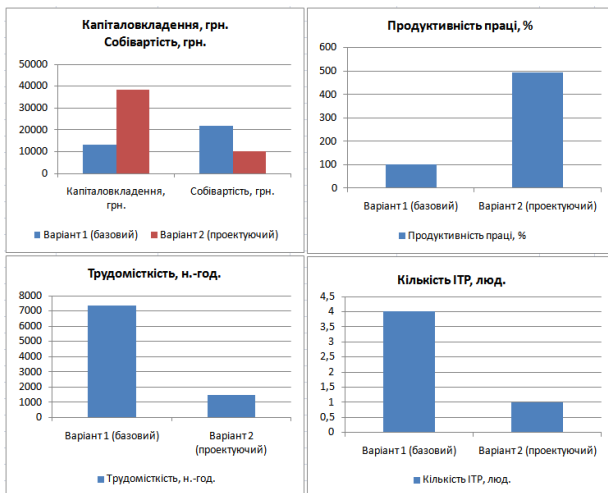 Капіталовкладення, грн.
Собівартість, грн.
50000
40000
30000
20000
10000
0
Капіталовкладення,
грн.
Собівартість, грн.
Варіант 1 (базовий)
Варіант 2 (проектуючий)
Продуктивність праці, %
600
500
400
300
200
100
0
Варіант 1 (базовий)
Варіант 2 (проектуючий)
Продуктивність праці, %
Трудомісткість, н.-год.
8000
7000
6000
5000
4000
3000
2000
1000
0
Варіант 1 (базовий)
Варіант 2
(проектуючий)
Трудомісткість, н.-год.
Кількість ІТР, люд.
4,5
4
3,5
3
2,5
2
1,5
1
0,5
0
Варіант 1 (базовий)
Варіант 2 (проектуючий)
Кількість ІТР, люд.